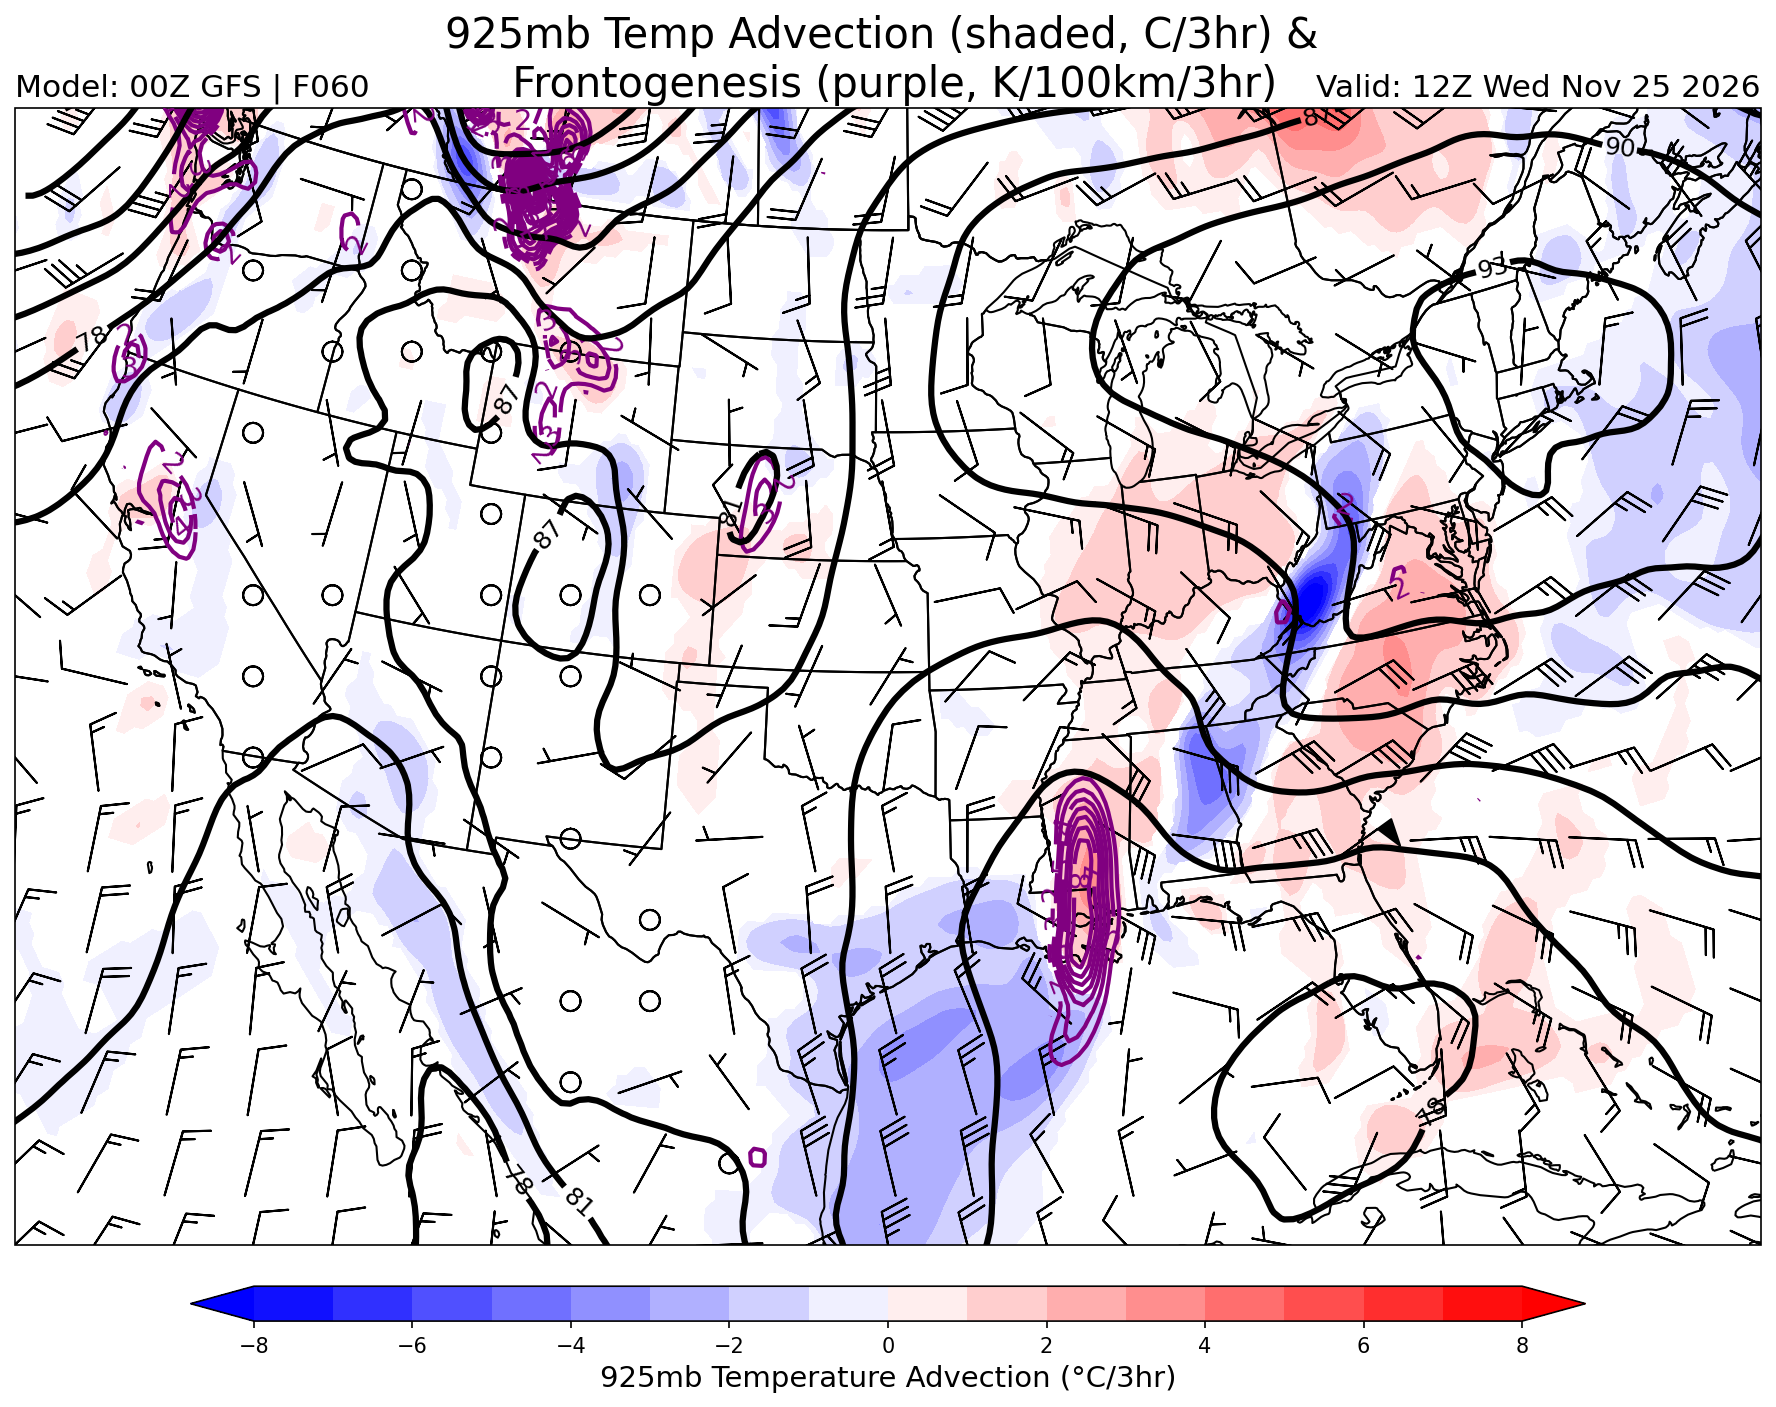 925mb Temp Advection (shaded, C/3hr) &
Frontogenesis (purple, K/100km/3hr)
Model: 00Z GFS | F060
Valid: 12Z Wed Nov 25 2026
90
93
78
87
87
81
78
81
−8 −6 −4 −2 0 2 4 6 8
925mb Temperature Advection (°C/3hr)